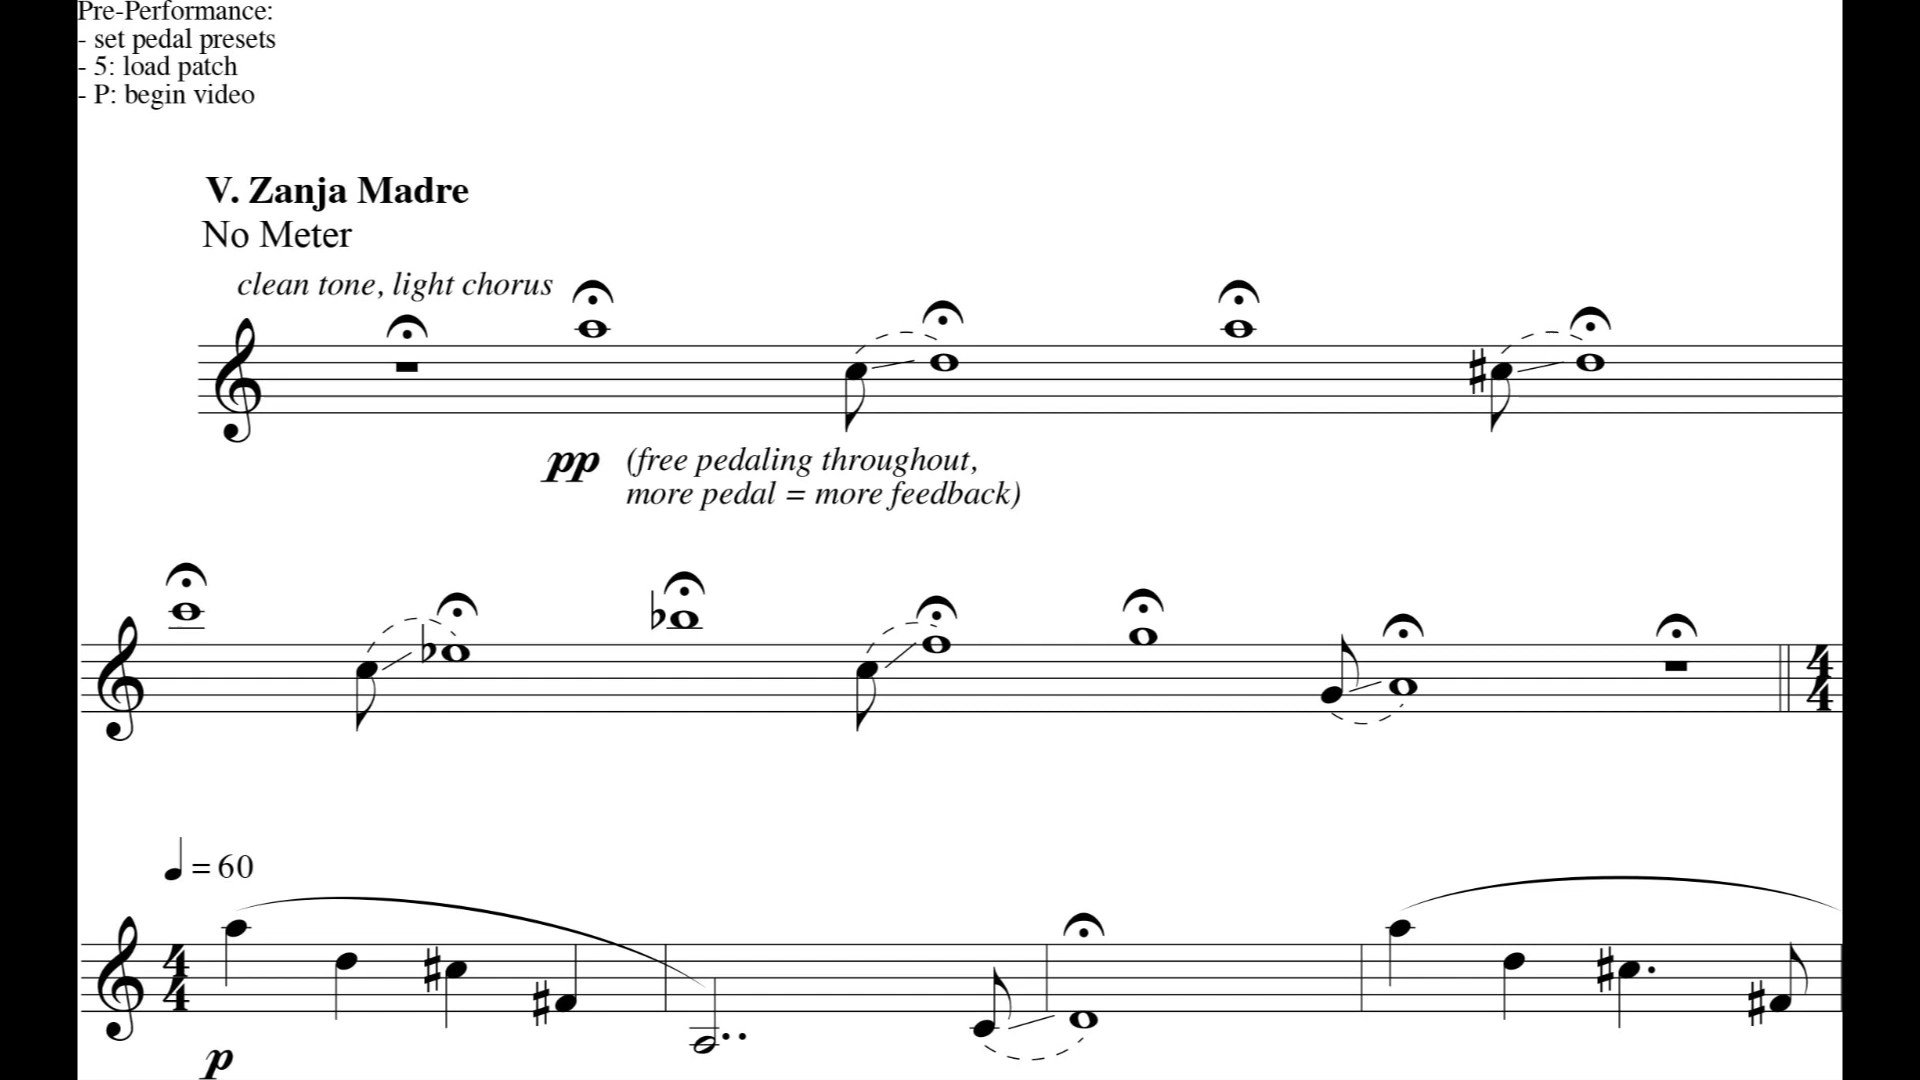 Pre-Performance:
- set pedal presets
- 5: load patch
- P: begin video
V. Zanja Madre
No Meter
clean tone, light chorus
pp (free pedaling throughout,
more pedal = more feedback)
4
4
= 60
4
4
p